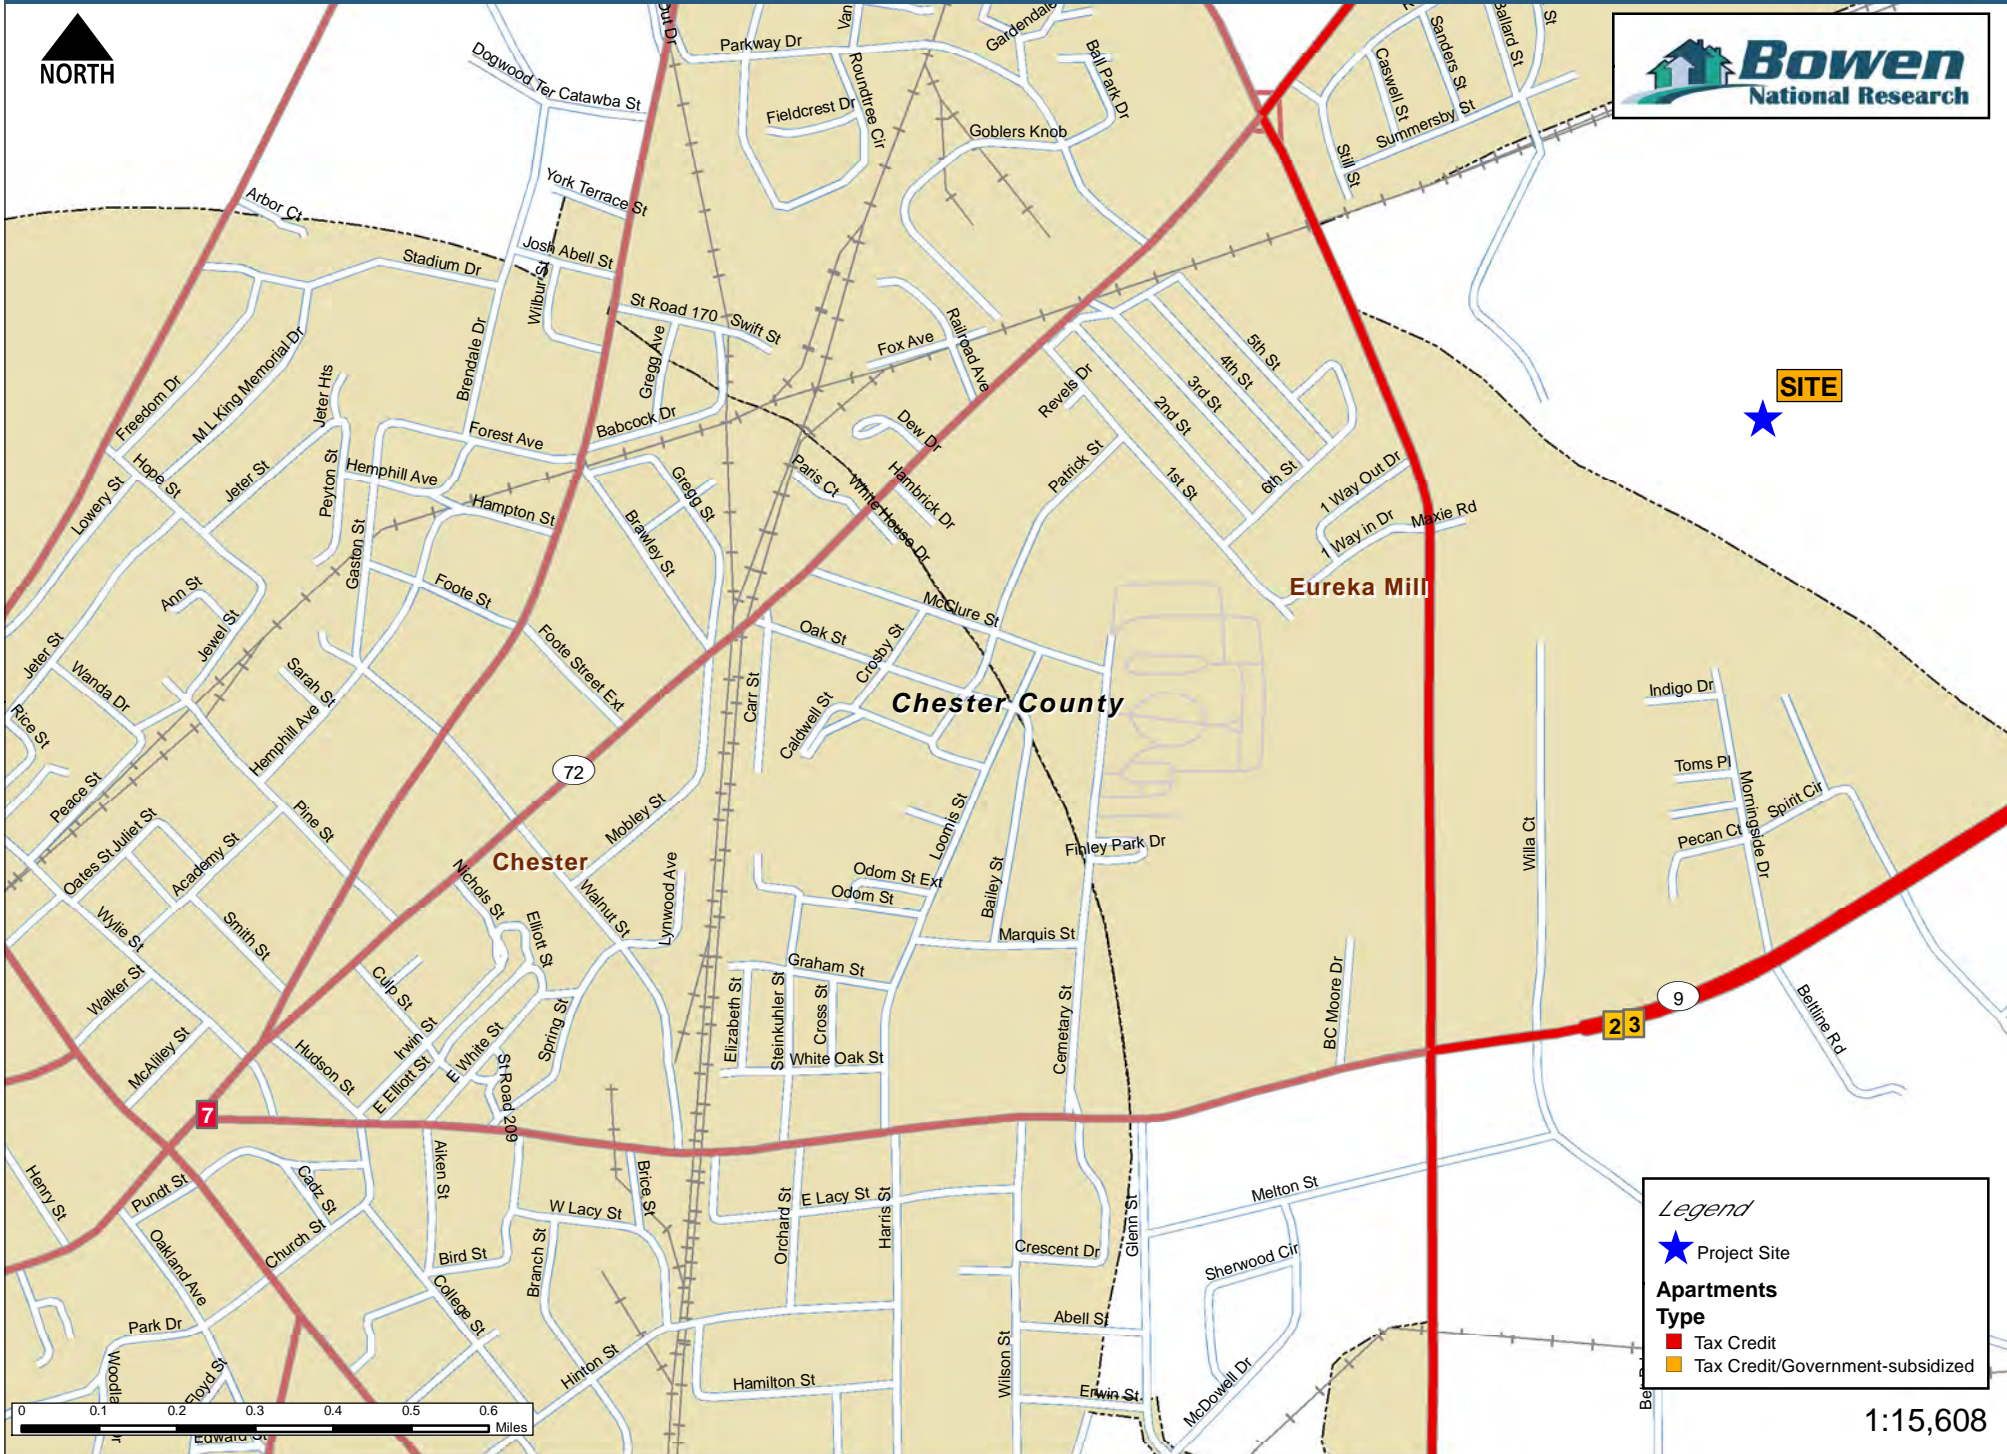 NORTH
Bowen
National Research
Parkway Dr
Gardendale
Ball Park Dr
Roundtree Cir
Fieldcrest Dr
Goblers Knob
Dogwood Ter
Catawba St
Sanders St
Caswell St
Ballard St
St
Summersby St
Still St
York Terrace St
Arbor Ct
Josh Abell St
Wilbur St
Stadium Dr
St Road 170
Swift St
Gregg Ave
Fox Ave
Railroad Ave
5th St
4th St
3rd St
2nd St
1st St
6th St
Revels Dr
Patrick St
SITE
Freedom Dr
M L King Memorial Dr
Jeter Hts
Brendale Dr
Forest Ave
Babcock Dr
Dew Dr
Hambrick Dr
Paris Ct
White House Dr
1 Way Out Dr
1 Way in Dr
Maxie Rd
Lowery St
Hope St
Jeter St
Peyton St
Hemphill Ave
Hampton St
Gregg St
Brawley St
Gaston St
Foote St
Foote Street Ext
Ann St
Jewel St
Eureka Mill
McClure St
Oak St
Crosby St
Carr St
Caldwell St
Chester County
Jeter St
Wanda Dr
Rice St
Sarah St
Hemphill Ave
Indigo Dr
Toms Pl
Morningside Dr
Spirit Cir
Pecan Ct
Willa Ct
72
Peace St
Pine St
Mobley St
Loomis St
Finley Park Dr
Chester
Oates St
Juliet St
Academy St
Nichols St
Walnut St
Lynwood Ave
Odom St Ext
Odom St
Bailey St
Marquis St
Wylie St
Smith St
Elliott St
Walker St
Culp St
Graham St
Elizabeth St
Steinkuhler St
Cross St
White Oak St
Cemetary St
BC Moore Dr
9
2
3
Beltline Rd
McAliley St
Hudson St
Irwin St
E Elliott St
E White St
Spring St
St Road 209
7
Henry St
Pundt St
Cadz St
Aiken St
Brice St
W Lacy St
E Lacy St
Orchard St
Harris St
Glenn St
Melton St
Oakland Ave
Church St
Bird St
Branch St
College St
Crescent Dr
Sherwood Cir
Park Dr
Floyd St
Hinton St
Hamilton St
Wilson St
Abell St
Erwin St
McDowell Dr
Edward St
Legend
Project Site
Apartments
Type
Tax Credit
Tax Credit/Government-subsidized
0 0.1 0.2 0.3 0.4 0.5 0.6
Miles
1:15,608